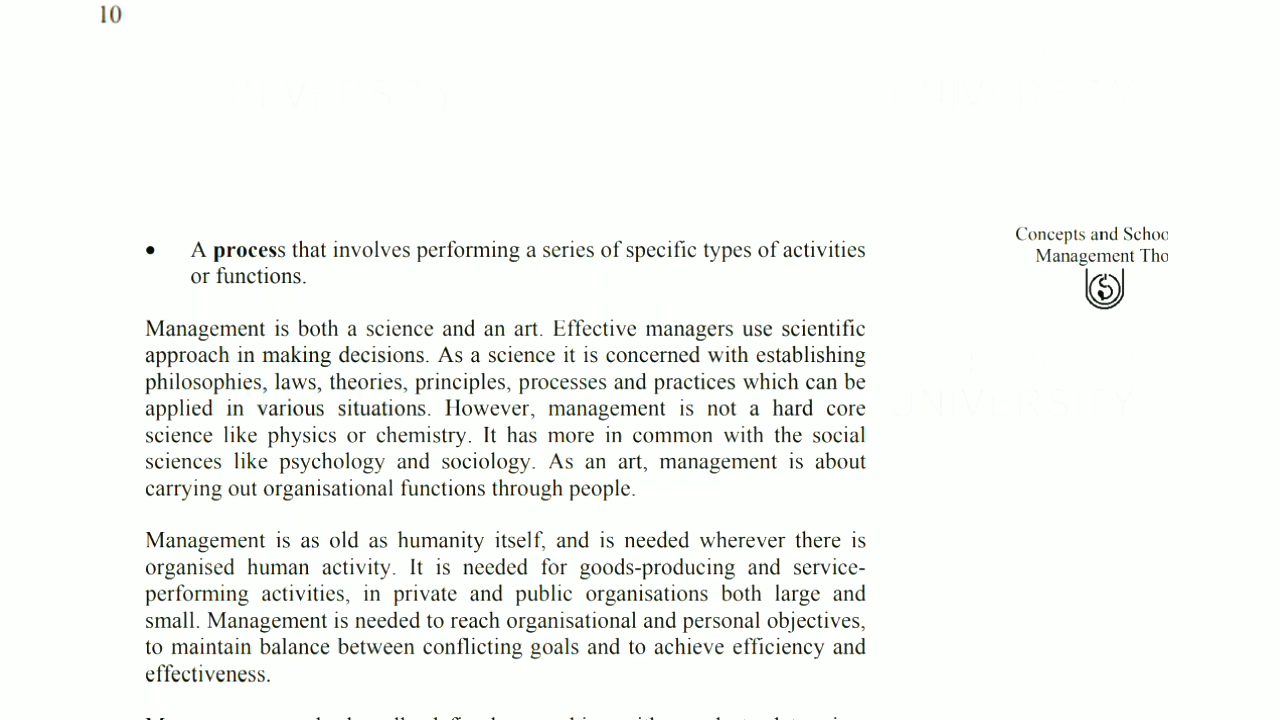 10
Concepts and Schoo
Management Tho
• A process that involves performing a series of specific types of activities
or functions.
Management is both a science and an art. Effective managers use scientific
approach in making decisions. As a science it is concerned with establishing
philosophies, laws, theories, principles, processes and practices which can be
applied in various situations. However, management is not a hard core
science like physics or chemistry. It has more in common with the social
sciences like psychology and sociology. As an art, management is about
carrying out organisational functions through people.
Management is as old as humanity itself, and is needed wherever there is
organised human activity. It is needed for goods-producing and service-
performing activities, in private and public organisations both large and
small. Management is needed to reach organisational and personal objectives,
to maintain balance between conflicting goals and to achieve efficiency and
effectiveness.
UNIVERSITY